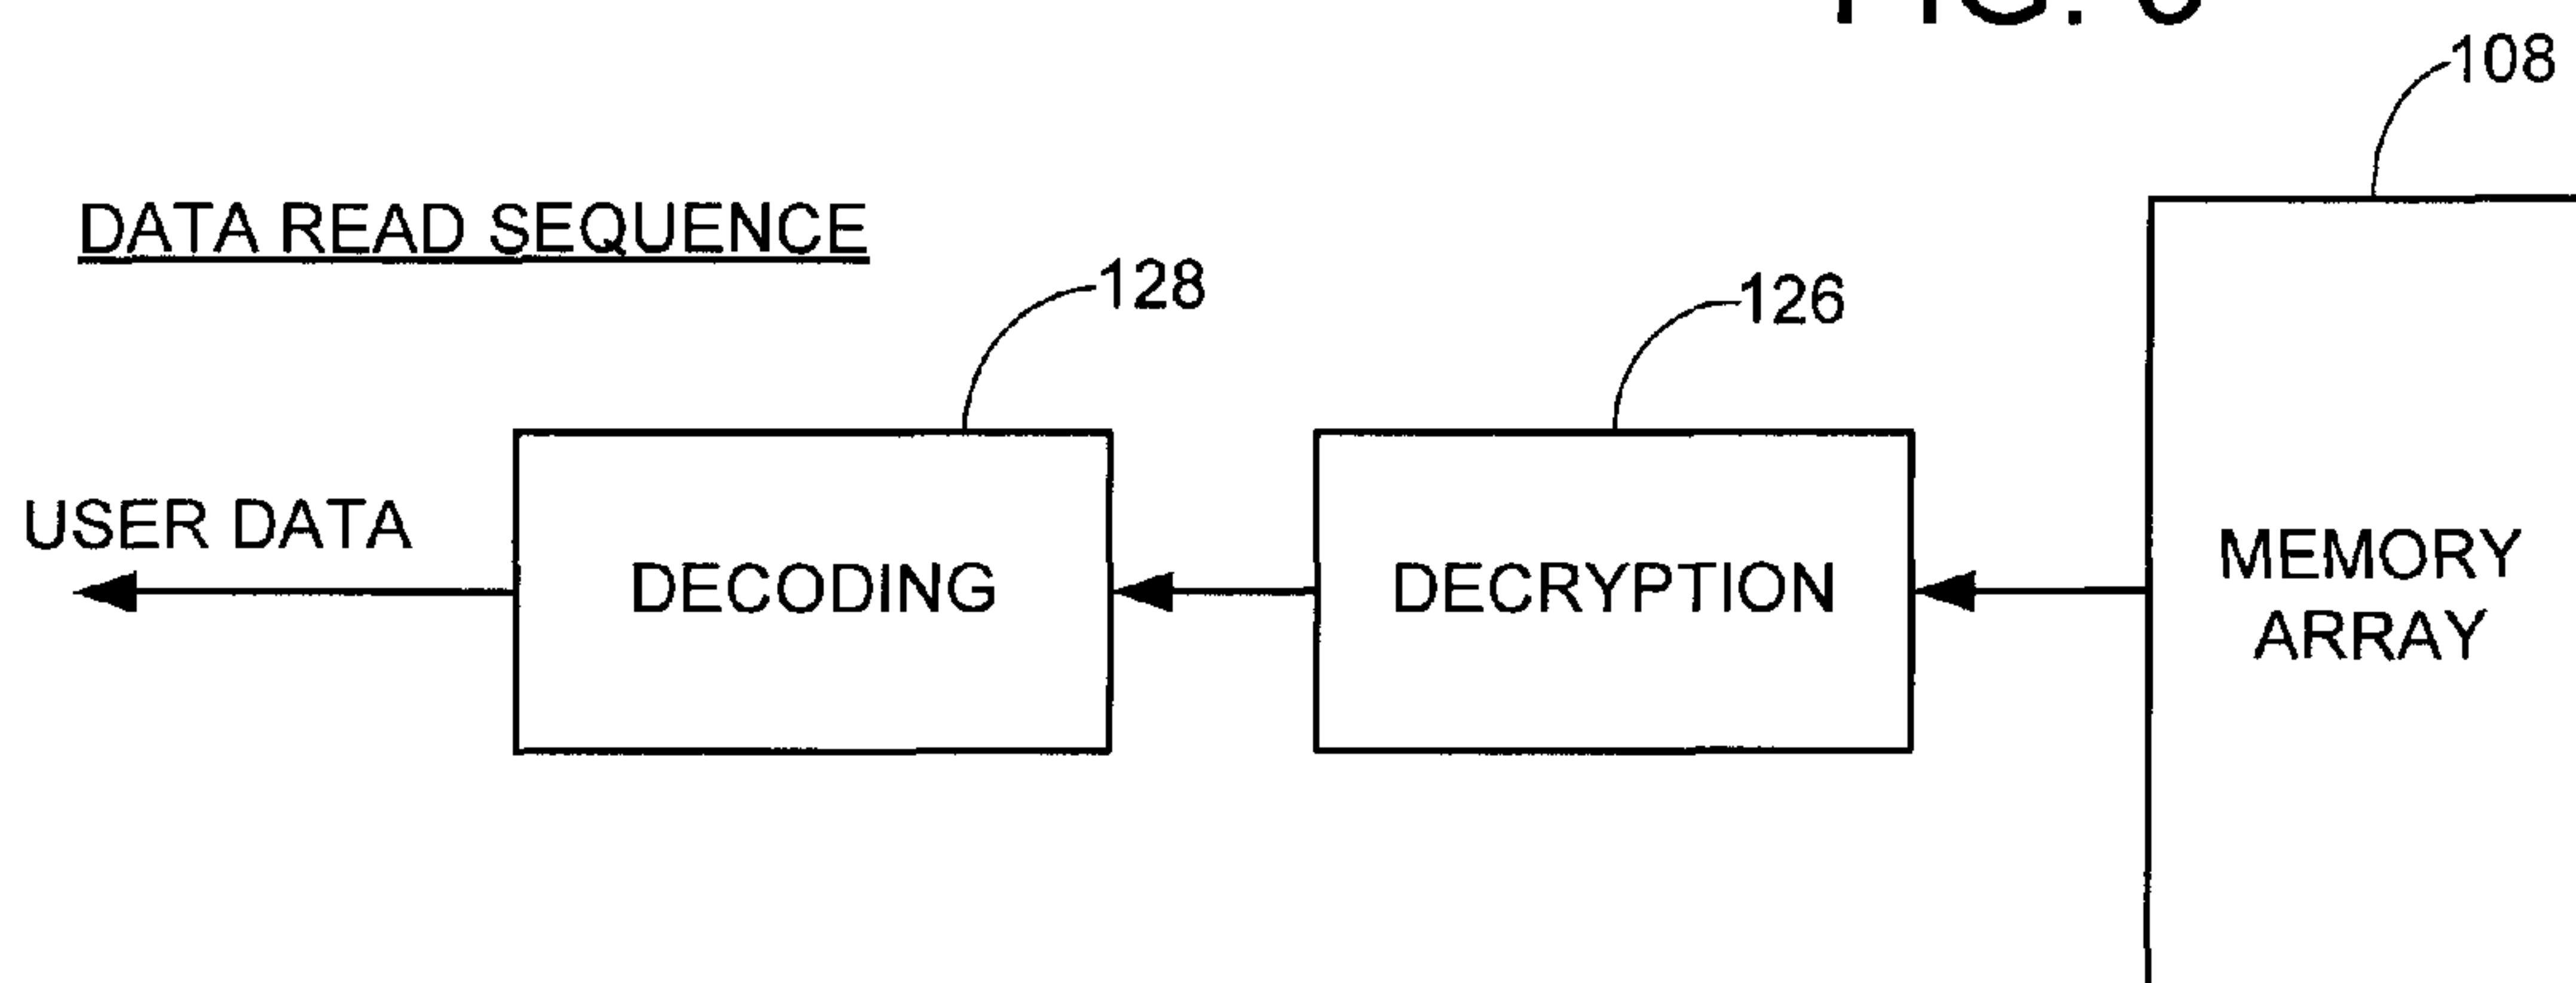 108
DATA READ SEQUENCE
128
126
USER DATA
DECODING
DECRYPTION
MEMORY
ARRAY